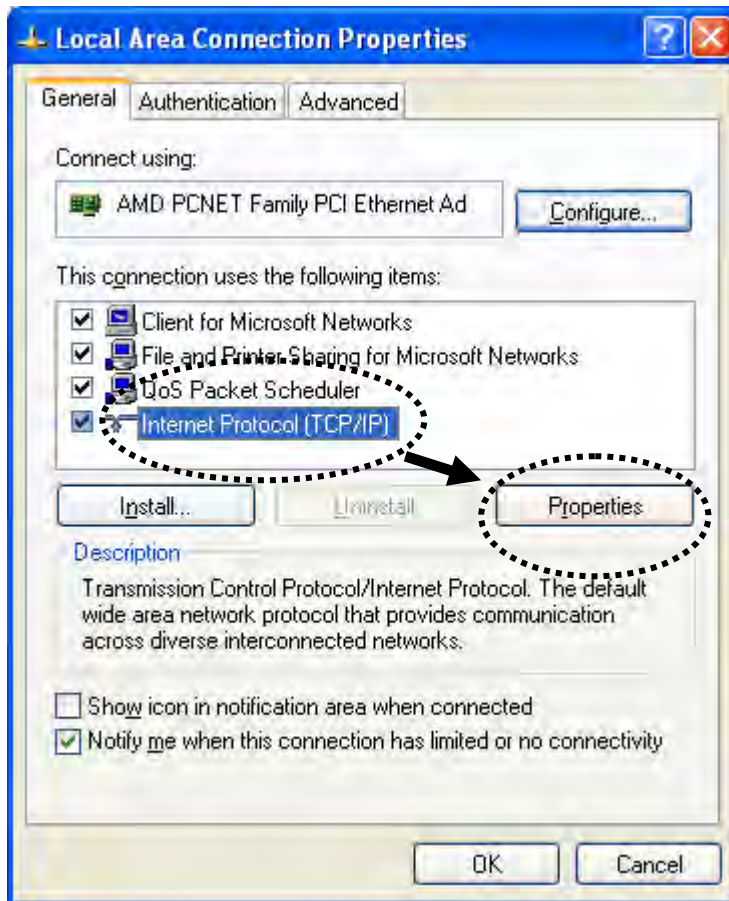 Local Area Connection Properties
General Authentication Advanced
Connect using:
AMD PCNET Family PCI Ethernet Ad Configure...
This connection uses the following items:
Client for Microsoft Networks
File and Printer Sharing for Microsoft Networks
QoS Packet Scheduler
Internet Protocol (TCP/IP)
Install... Uninstall Properties
Description
Transmission Control Protocol/Internet Protocol. The default
wide area network protocol that provides communication
across diverse interconnected networks.
Show icon in notification area when connected
Notify me when this connection has limited or no connectivity
OK Cancel